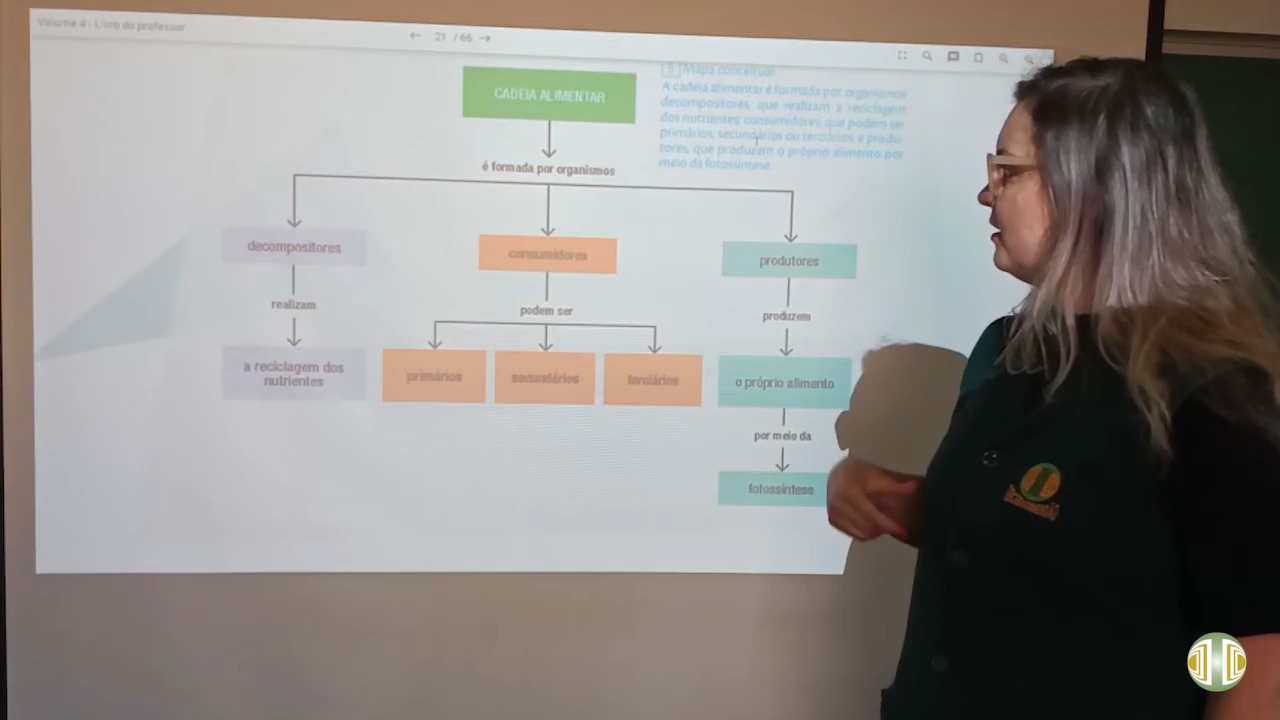 Volume 4 - Livro do professor
21 / 66
CADEIA ALIMENTAR
[ 5 ] Mapa conceitual
A cadeia alimentar é formada por organismos
decompositores, que realizam a reciclagem
dos nutrientes; consumidores, que podem ser
primários, secundários ou terciários; e produ-
tores, que produzem o próprio alimento por
meio da fotossíntese.
é formada por organismos
decompositores
consumidores
produtores
realizam
podem ser
produzem
a reciclagem dos
nutrientes
primários
secundários
terciários
o próprio alimento
por meio da
fotossíntese